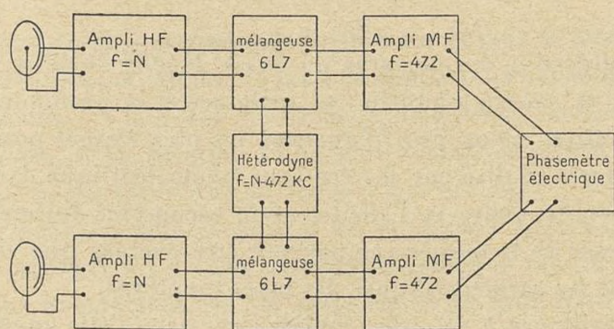 Ampli HF
f=N
mélangeuse
6L7
Ampli MF
f=472
Hétérodyne
f=N-472 KC
Phasemètre
électrique
Ampli HF
f=N
mélangeuse
6L7
Ampli MF
f=472